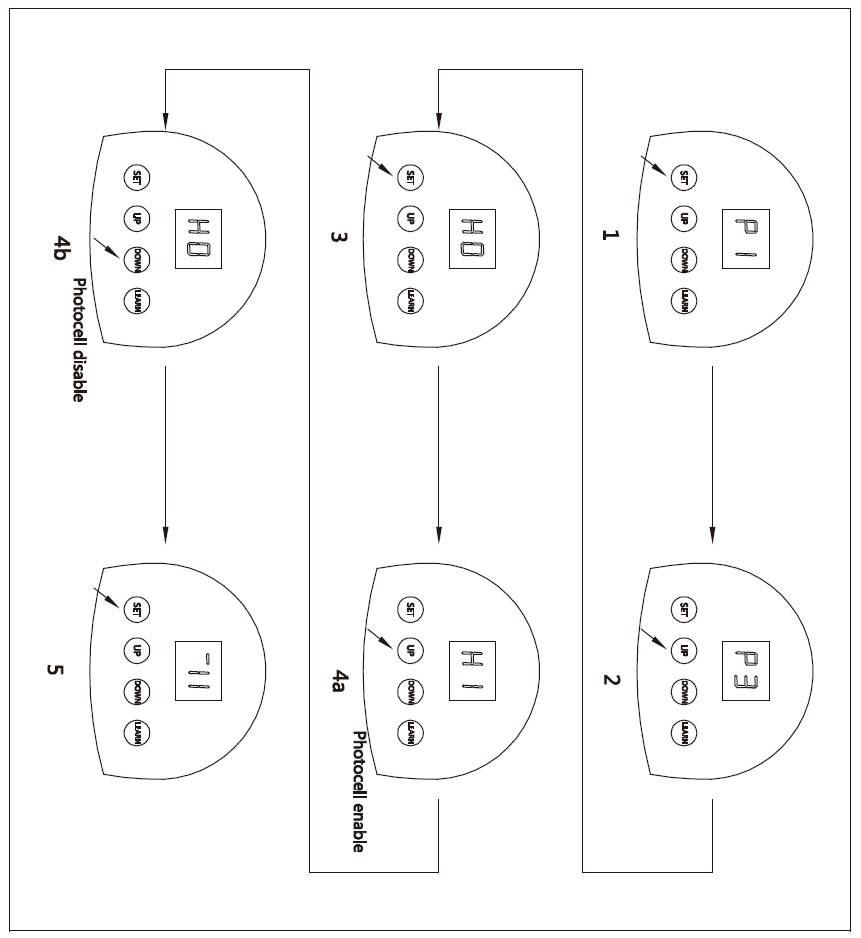 P1
SET UP DOWN LEARN
1
P3
SET UP DOWN LEARN
2
H0
SET UP DOWN LEARN
3
H1
SET UP DOWN LEARN
4a Photocell enable
H0
SET UP DOWN LEARN
4b Photocell disable
-11
SET UP DOWN LEARN
5